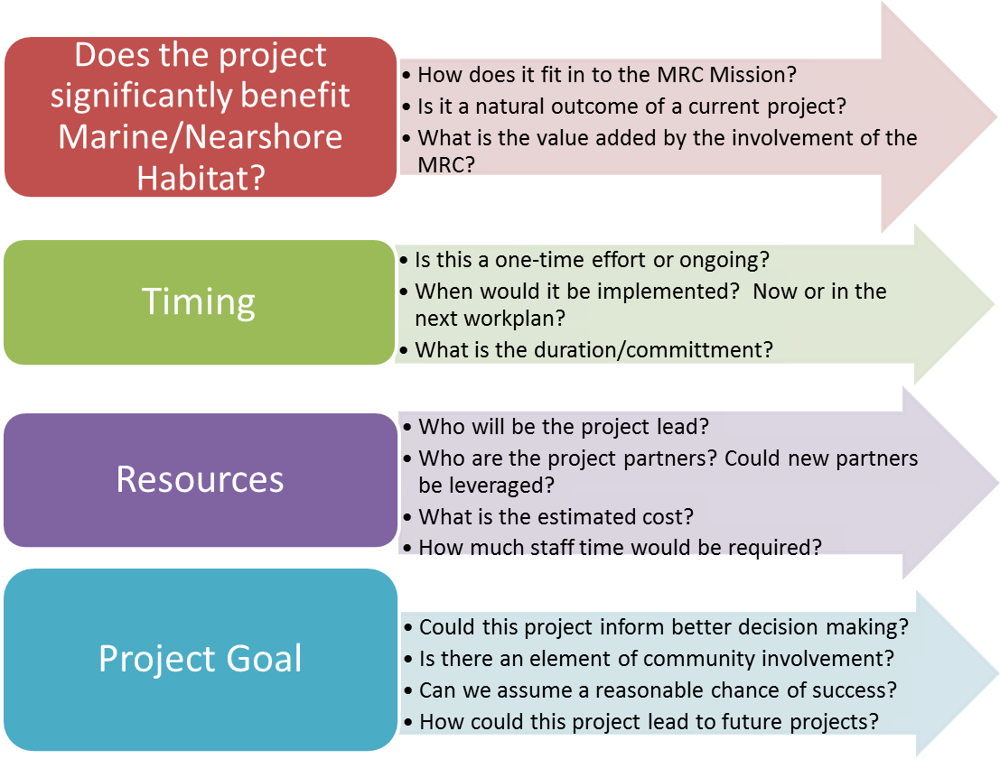 Does the project
significantly benefit
Marine/Nearshore
Habitat?
• How does it fit in to the MRC Mission?
• Is it a natural outcome of a current project?
• What is the value added by the involvement of the
MRC?
Timing
• Is this a one-time effort or ongoing?
• When would it be implemented?  Now or in the
next workplan?
• What is the duration/committment?
Resources
• Who will be the project lead?
• Who are the project partners? Could new partners
be leveraged?
• What is the estimated cost?
• How much staff time would be required?
Project Goal
• Could this project inform better decision making?
• Is there an element of community involvement?
• Can we assume a reasonable chance of success?
• How could this project lead to future projects?